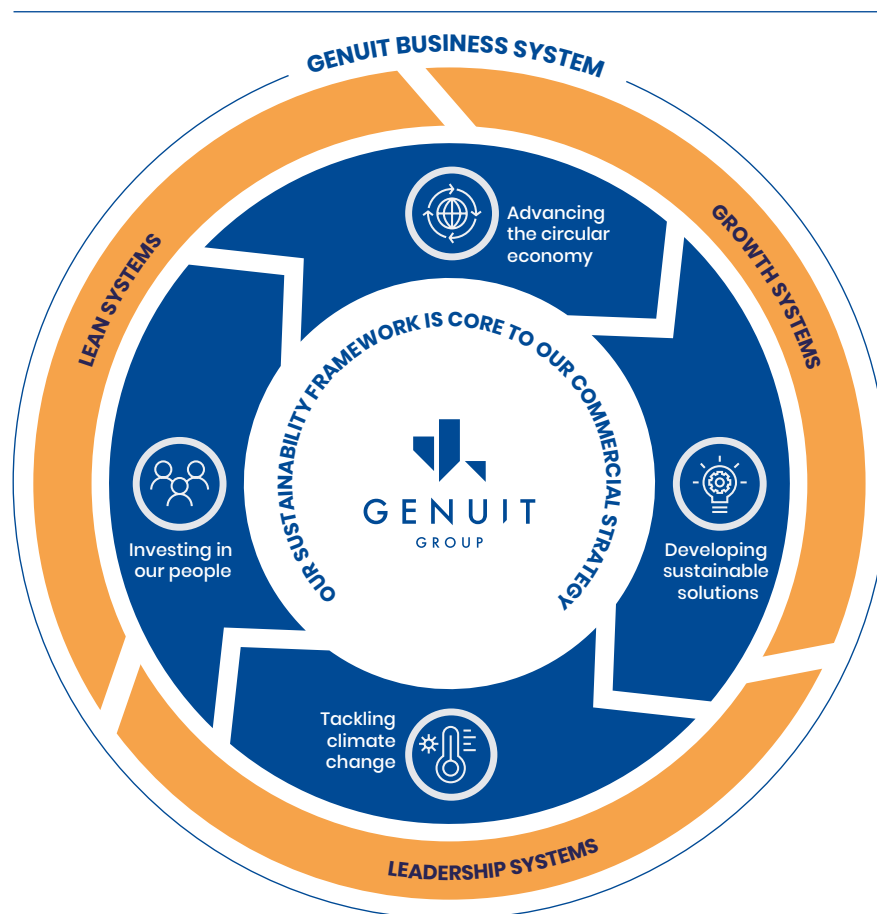 GENUIT BUSINESS SYSTEM
LEAN SYSTEMS
GROWTH SYSTEMS
Advancing
the circular
economy
OUR SUSTAINABILITY FRAMEWORK IS CORE TO OUR COMMERCIAL STRATEGY
GENUIT
GROUP
Investing in
our people
Developing
sustainable
solutions
Tackling
climate
change
LEADERSHIP SYSTEMS